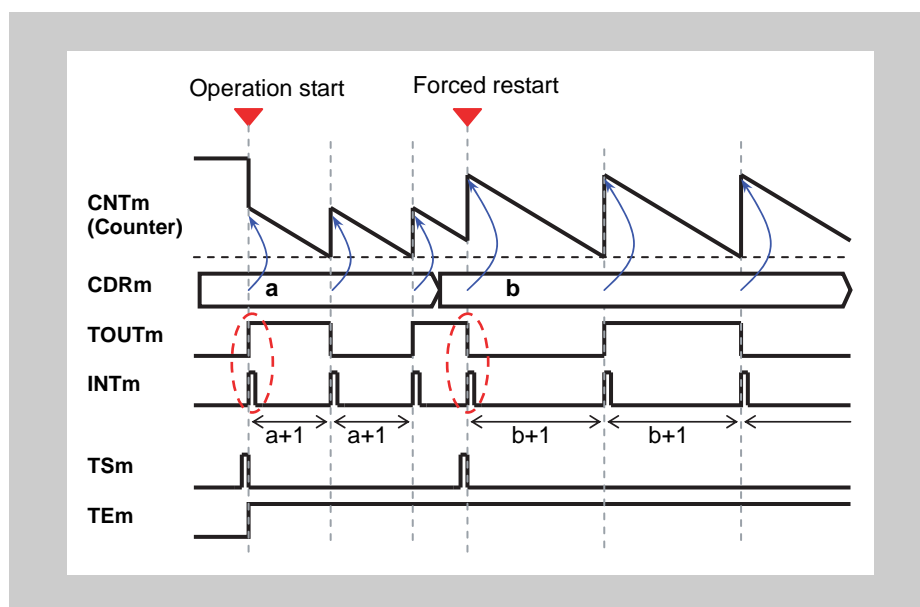 Operation start Forced restart
CNTm
(Counter)
CDRm a b
TOUTm
INTm
a+1 a+1 b+1 b+1
TSm
TEm